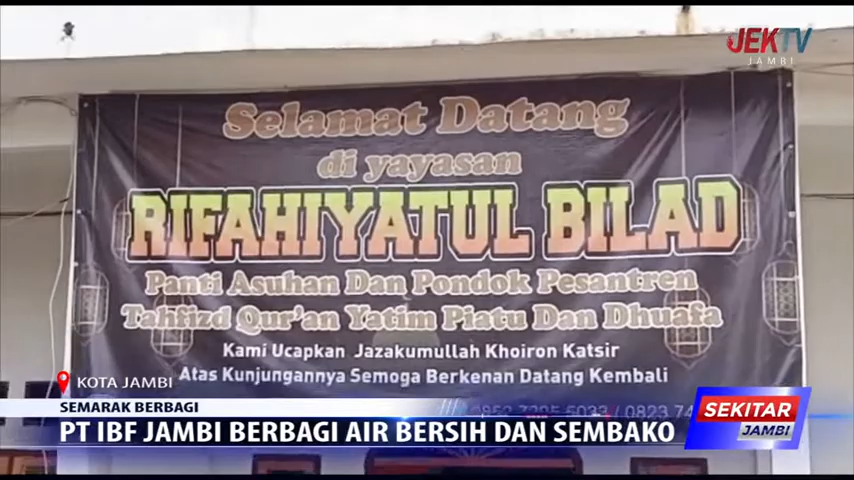 JEKTV
JAMBI
Selamat Datang
di yayasan
RIFAHIYATUL BILAD
Panti Asuhan Dan Pondok Pesantren
Tahfizd Qur'an Yatim Piatu Dan Dhuafa
Kami Ucapkan Jazakumullah Khoiron Katsir
Atas Kunjungannya Semoga Berkenan Datang Kembali
KOTA JAMBI
SEMARAK BERBAGI
PT IBF JAMBI BERBAGI AIR BERSIH DAN SEMBAKO
SEKITAR
JAMBI